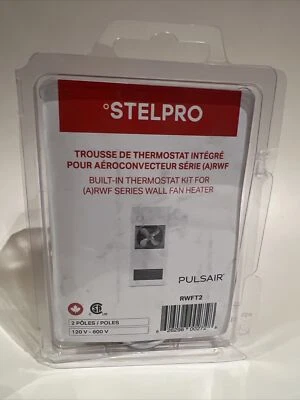 °STELPRO
TROUSSE DE THERMOSTAT INTÉGRÉ
POUR AÉROCONVECTEUR SÉRIE (A)RWF
BUILT-IN THERMOSTAT KIT FOR
(A)RWF SERIES WALL FAN HEATER
PULSAIR
RWFT2
2 PÔLES / POLES
120 V - 600 V